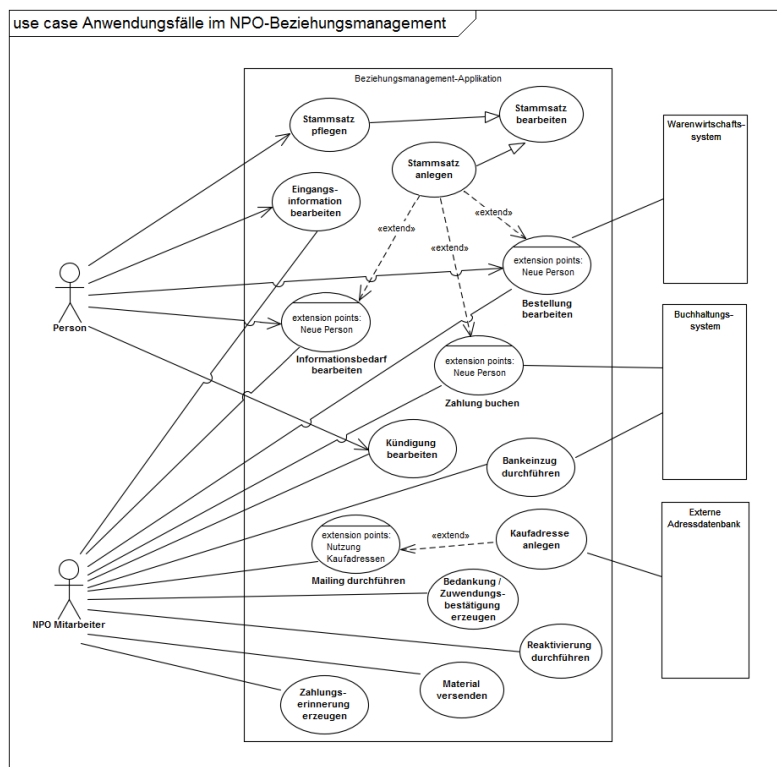 use case Anwendungsfälle im NPO-Beziehungsmanagement
Beziehungsmanagement-Applikation
Stammsatz
pflegen
Stammsatz
bearbeiten
Warenwirtschafts-
system
Stammsatz
anlegen
Eingangs-
information
bearbeiten
«extend»
«extend»
«extend»
extension points:
Neue Person
Bestellung
bearbeiten
Person
extension points:
Neue Person
Informationsbedarf
bearbeiten
Buchhaltungs-
system
extension points:
Neue Person
Zahlung buchen
Kündigung
bearbeiten
Bankeinzug
durchführen
Externe
Adressdatenbank
extension points:
Nutzung
Kaufadressen
Mailing durchführen
«extend»
Kaufadresse
anlegen
Bedankung /
Zuwendungs-
bestätigung
erzeugen
NPO Mitarbeiter
Reaktivierung
durchführen
Material
versenden
Zahlungs-
erinnerung
erzeugen